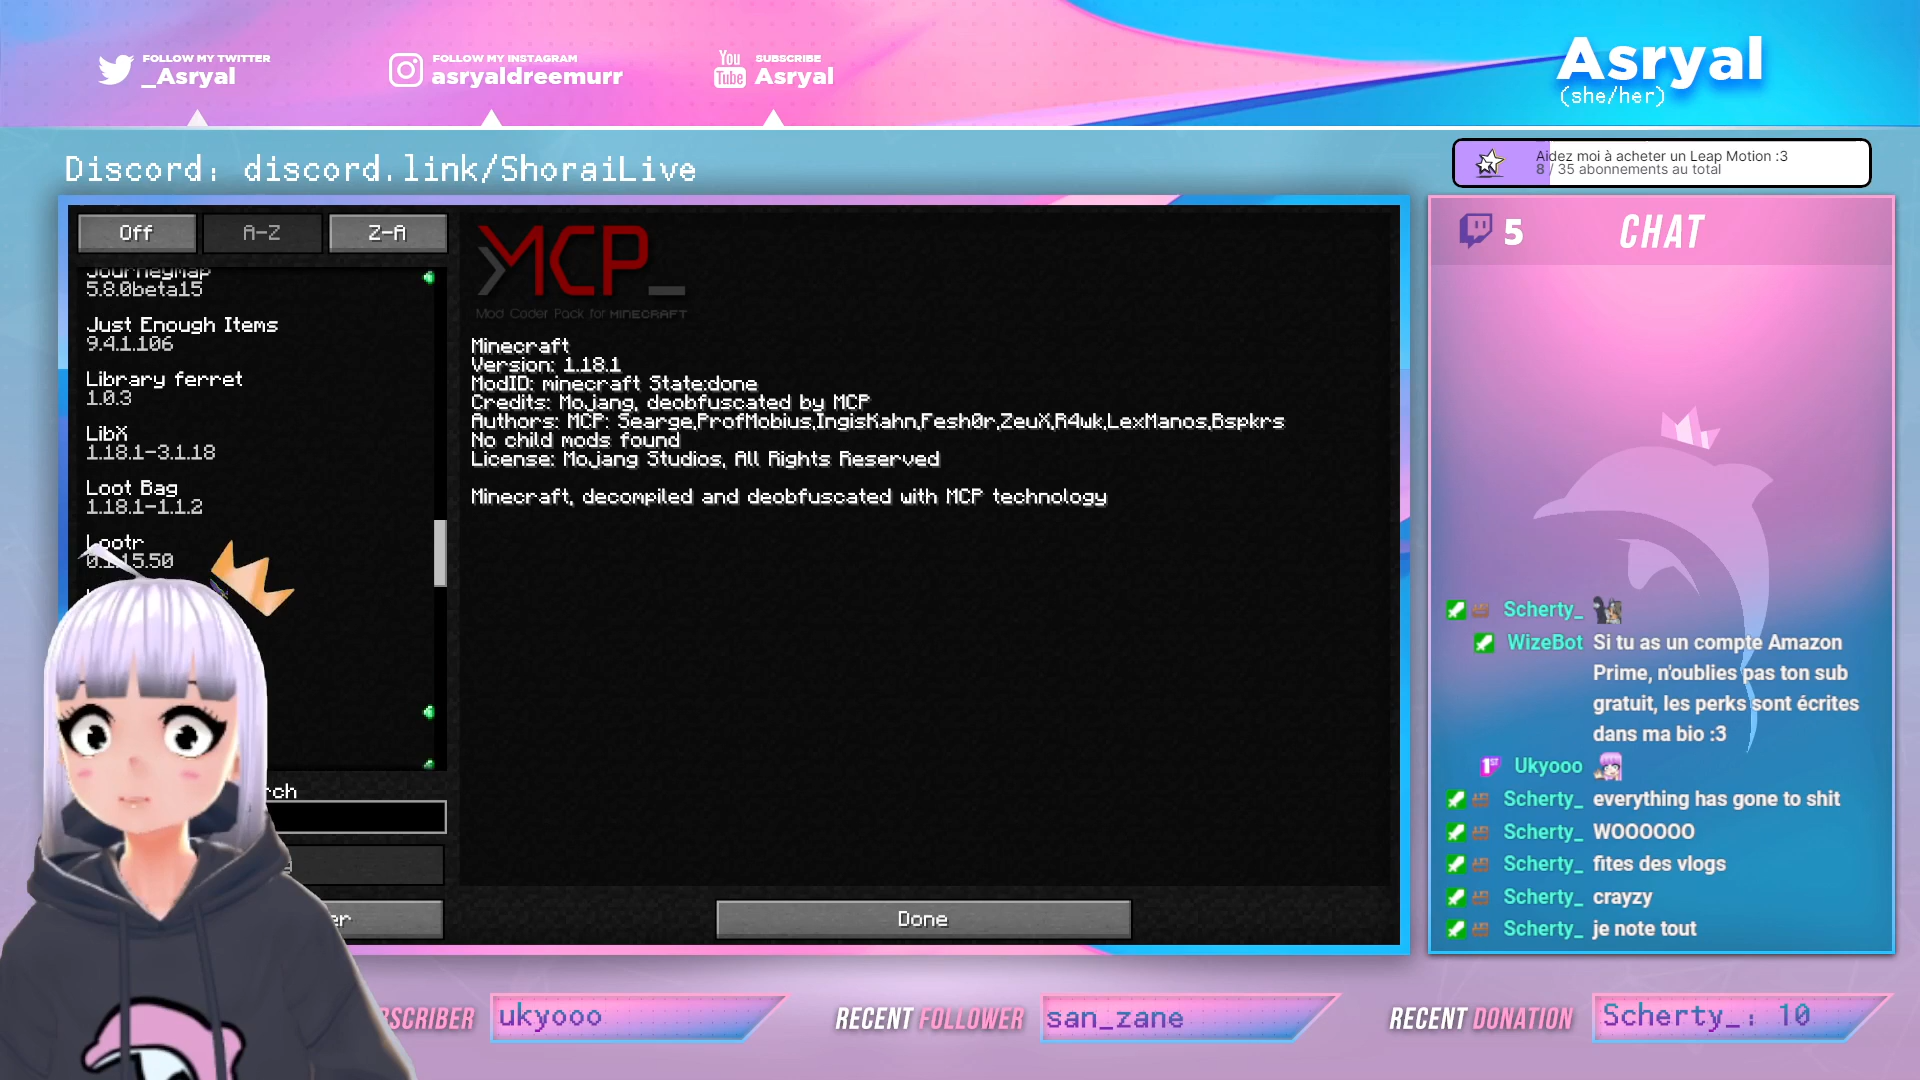 FOLLOW MY TWITTER
_Asryal
FOLLOW MY INSTAGRAM
asryaldreemurr
You
Tube
SUBSCRIBE
Asryal
Asryal
(she/her)
Discord: discord.link/ShoraiLive
Aidez moi à acheter un Leap Motion :3
8 / 35 abonnements au total
Off
A-Z
Z-A
JourneyMap
5.8.0beta15
Just Enough Items
9.4.1.106
Library ferret
1.0.3
LibX
1.18.1-3.1.18
Loot Bag
1.18.1-1.1.2
Lootr
MCP_
Mod Coder Pack for MINECRAFT
Minecraft
Version: 1.18.1
ModID: minecraft State:done
Credits: Mojang, deobfuscated by MCP
Authors: MCP: Searge,ProfMobius,IngisKahn,Fesh0r,ZeuX,R4wk,LexManos,Bspkrs
No child mods found
License: Mojang Studios, All Rights Reserved
Minecraft, decompiled and deobfuscated with MCP technology
Done
5
CHAT
Scherty_
WizeBot Si tu as un compte Amazon
Prime, n'oublies pas ton sub
gratuit, les perks sont écrites
dans ma bio :3
Ukyooo
Scherty_ everything has gone to shit
Scherty_ WOOOOOO
Scherty_ fites des vlogs
Scherty_ crayzy
Scherty_ je note tout
SCRIBER
ukyooo
RECENT FOLLOWER
san_zane
RECENT DONATION
Scherty_: 10